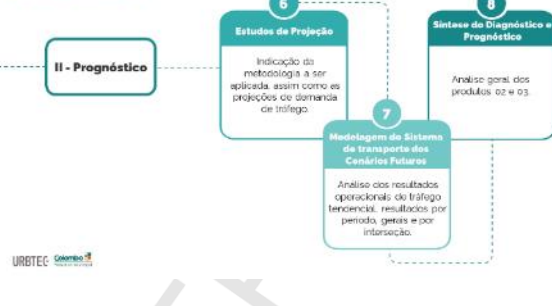 6
Estudos de Projeção
Indicação da
metodologia a ser
aplicada, assim como as
projeções de demanda
de tráfego.
8
Síntese do Diagnóstico e
Prognóstico
Análise geral dos
produtos 02 e 03.
II - Prognóstico
7
Modelagem do Sistema
de transporte dos
Cenários Futuros
Análise dos resultados
operacionais de tráfego
tendencial, resultados por
período, gerais e por
interseção.
URBTEC
Colombo